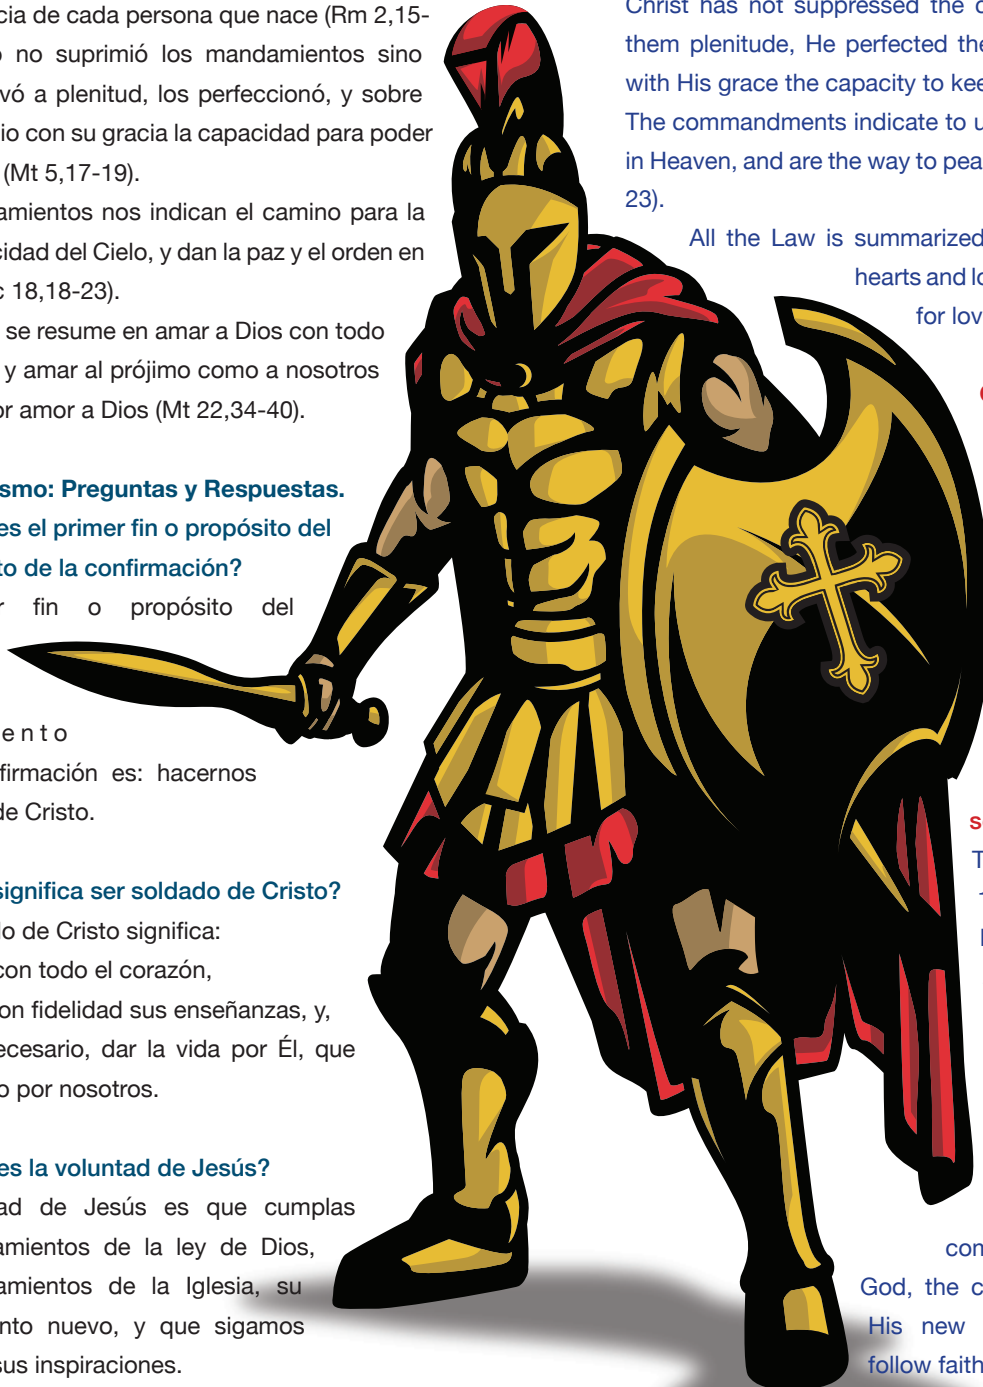 cia de cada persona que nace (Rm 2,15-
no suprimió los mandamientos sino
vó a plenitud, los perfeccionó, y sobre
io con su gracia la capacidad para poder
(Mt 5,17-19).
amientos nos indican el camino para la
cidad del Cielo, y dan la paz y el orden en
c 18,18-23).
se resume en amar a Dios con todo
y amar al prójimo como a nosotros
or amor a Dios (Mt 22,34-40).
smo: Preguntas y Respuestas.
es el primer fin o propósito del
to de la confirmación?
r fin o propósito del
ento
firmación es: hacernos
de Cristo.
significa ser soldado de Cristo?
do de Cristo significa:
con todo el corazón,
on fidelidad sus enseñanzas, y,
ecesario, dar la vida por Él, que
o por nosotros.
es la voluntad de Jesús?
ad de Jesús es que cumplas
amientos de la ley de Dios,
amientos de la Iglesia, su
nto nuevo, y que sigamos
sus inspiraciones.
Christ has not suppressed the c
them plenitude, He perfected the
with His grace the capacity to kee
The commandments indicate to u
in Heaven, and are the way to pea
23).
All the Law is summarized
hearts and lo
for lov
s
T
con
God, the c
His new
follow faith